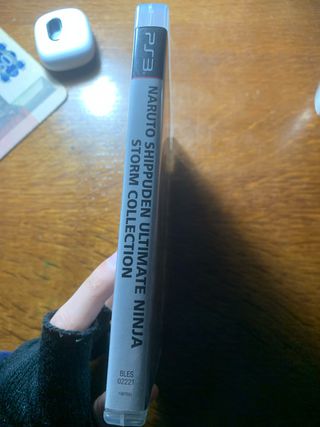 PS3
NARUTO SHIPPUDEN ULTIMATE NINJA
STORM COLLECTION
BLES
02221